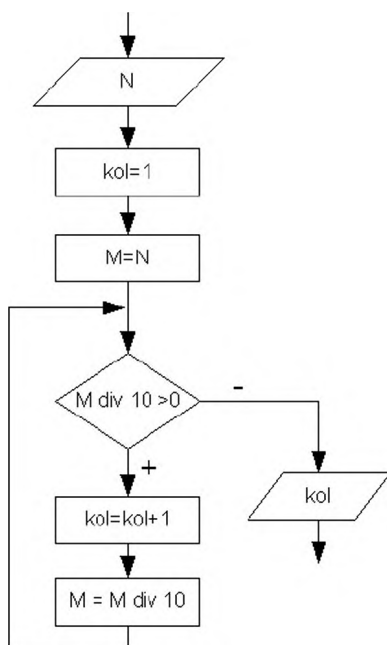 N
kol=1
M=N
M div 10 >0
-
+
kol
kol=kol+1
M = M div 10